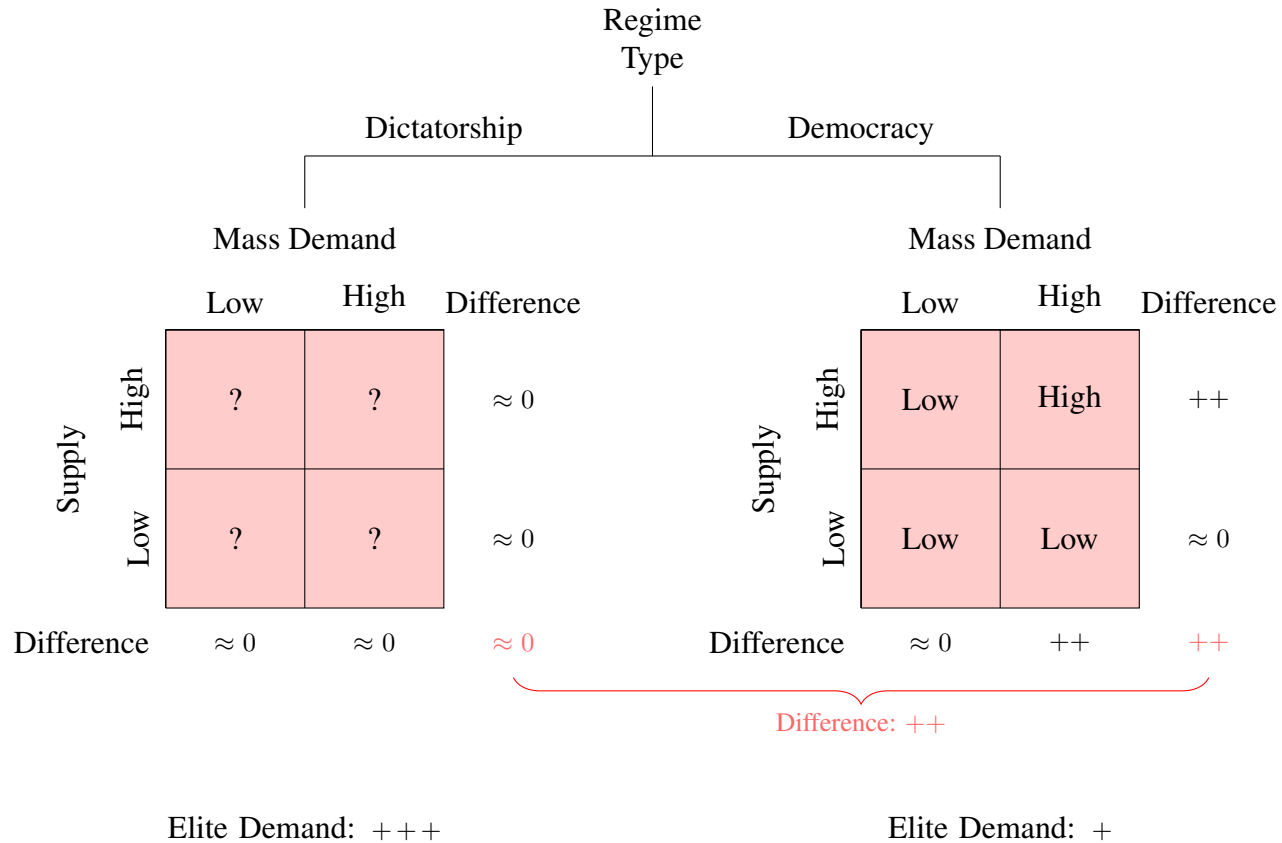 Regime
Type
Dictatorship Democracy
Mass Demand
Low High Difference
Supply
High ? ? ≈ 0
Low ? ? ≈ 0
Difference ≈ 0 ≈ 0 ≈ 0
Mass Demand
Low High Difference
Supply
High Low High ++
Low Low Low ≈ 0
Difference ≈ 0 ++ ++
Difference: ++
Elite Demand: +++
Elite Demand: +